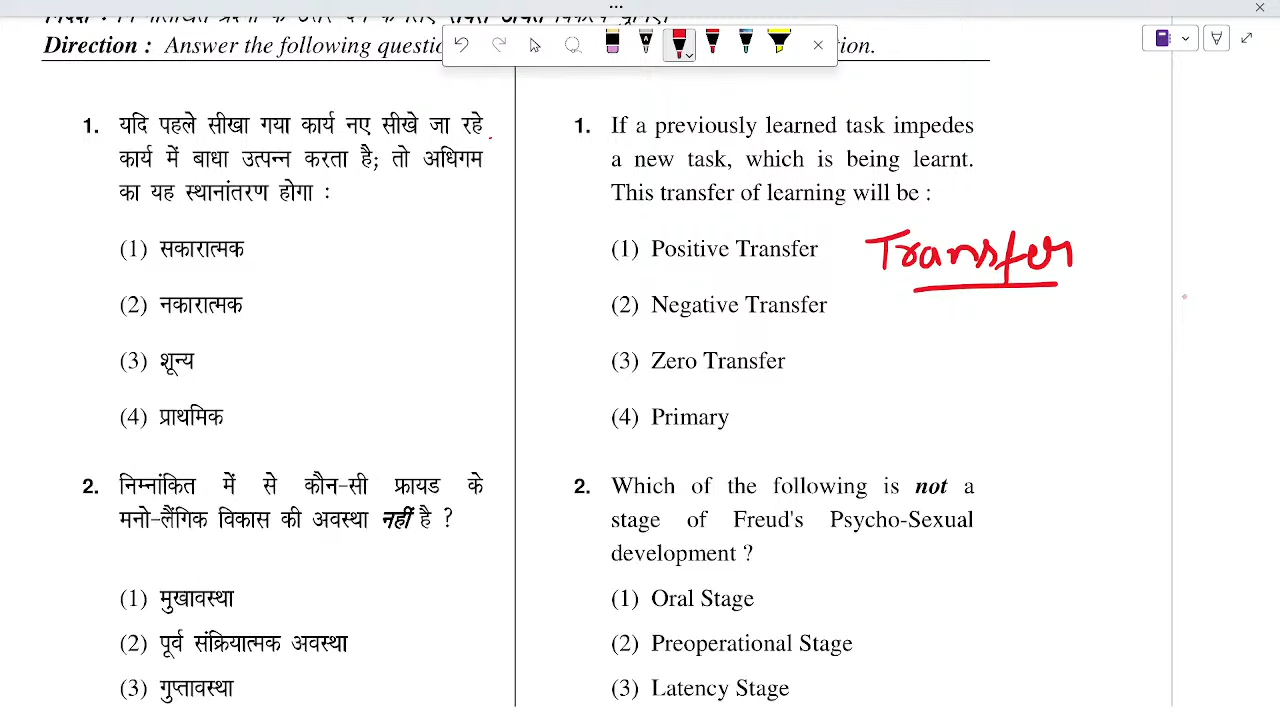 Direction : Answer the following questio
ion.
1. यदि पहले सीखा गया कार्य नए सीखे जा रहे
कार्य में बाधा उत्पन्न करता है; तो अधिगम
का यह स्थानांतरण होगा :
(1) सकारात्मक
(2) नकारात्मक
(3) शून्य
(4) प्राथमिक
2. निम्नांकित में से कौन-सी फ्रायड के
मनो-लैंगिक विकास की अवस्था नहीं है ?
(1) मुखावस्था
(2) पूर्व संक्रियात्मक अवस्था
(3) गुप्तावस्था
1. If a previously learned task impedes
a new task, which is being learnt.
This transfer of learning will be :
(1) Positive Transfer
Transfer
(2) Negative Transfer
(3) Zero Transfer
(4) Primary
2. Which of the following is not a
stage of Freud's Psycho-Sexual
development ?
(1) Oral Stage
(2) Preoperational Stage
(3) Latency Stage